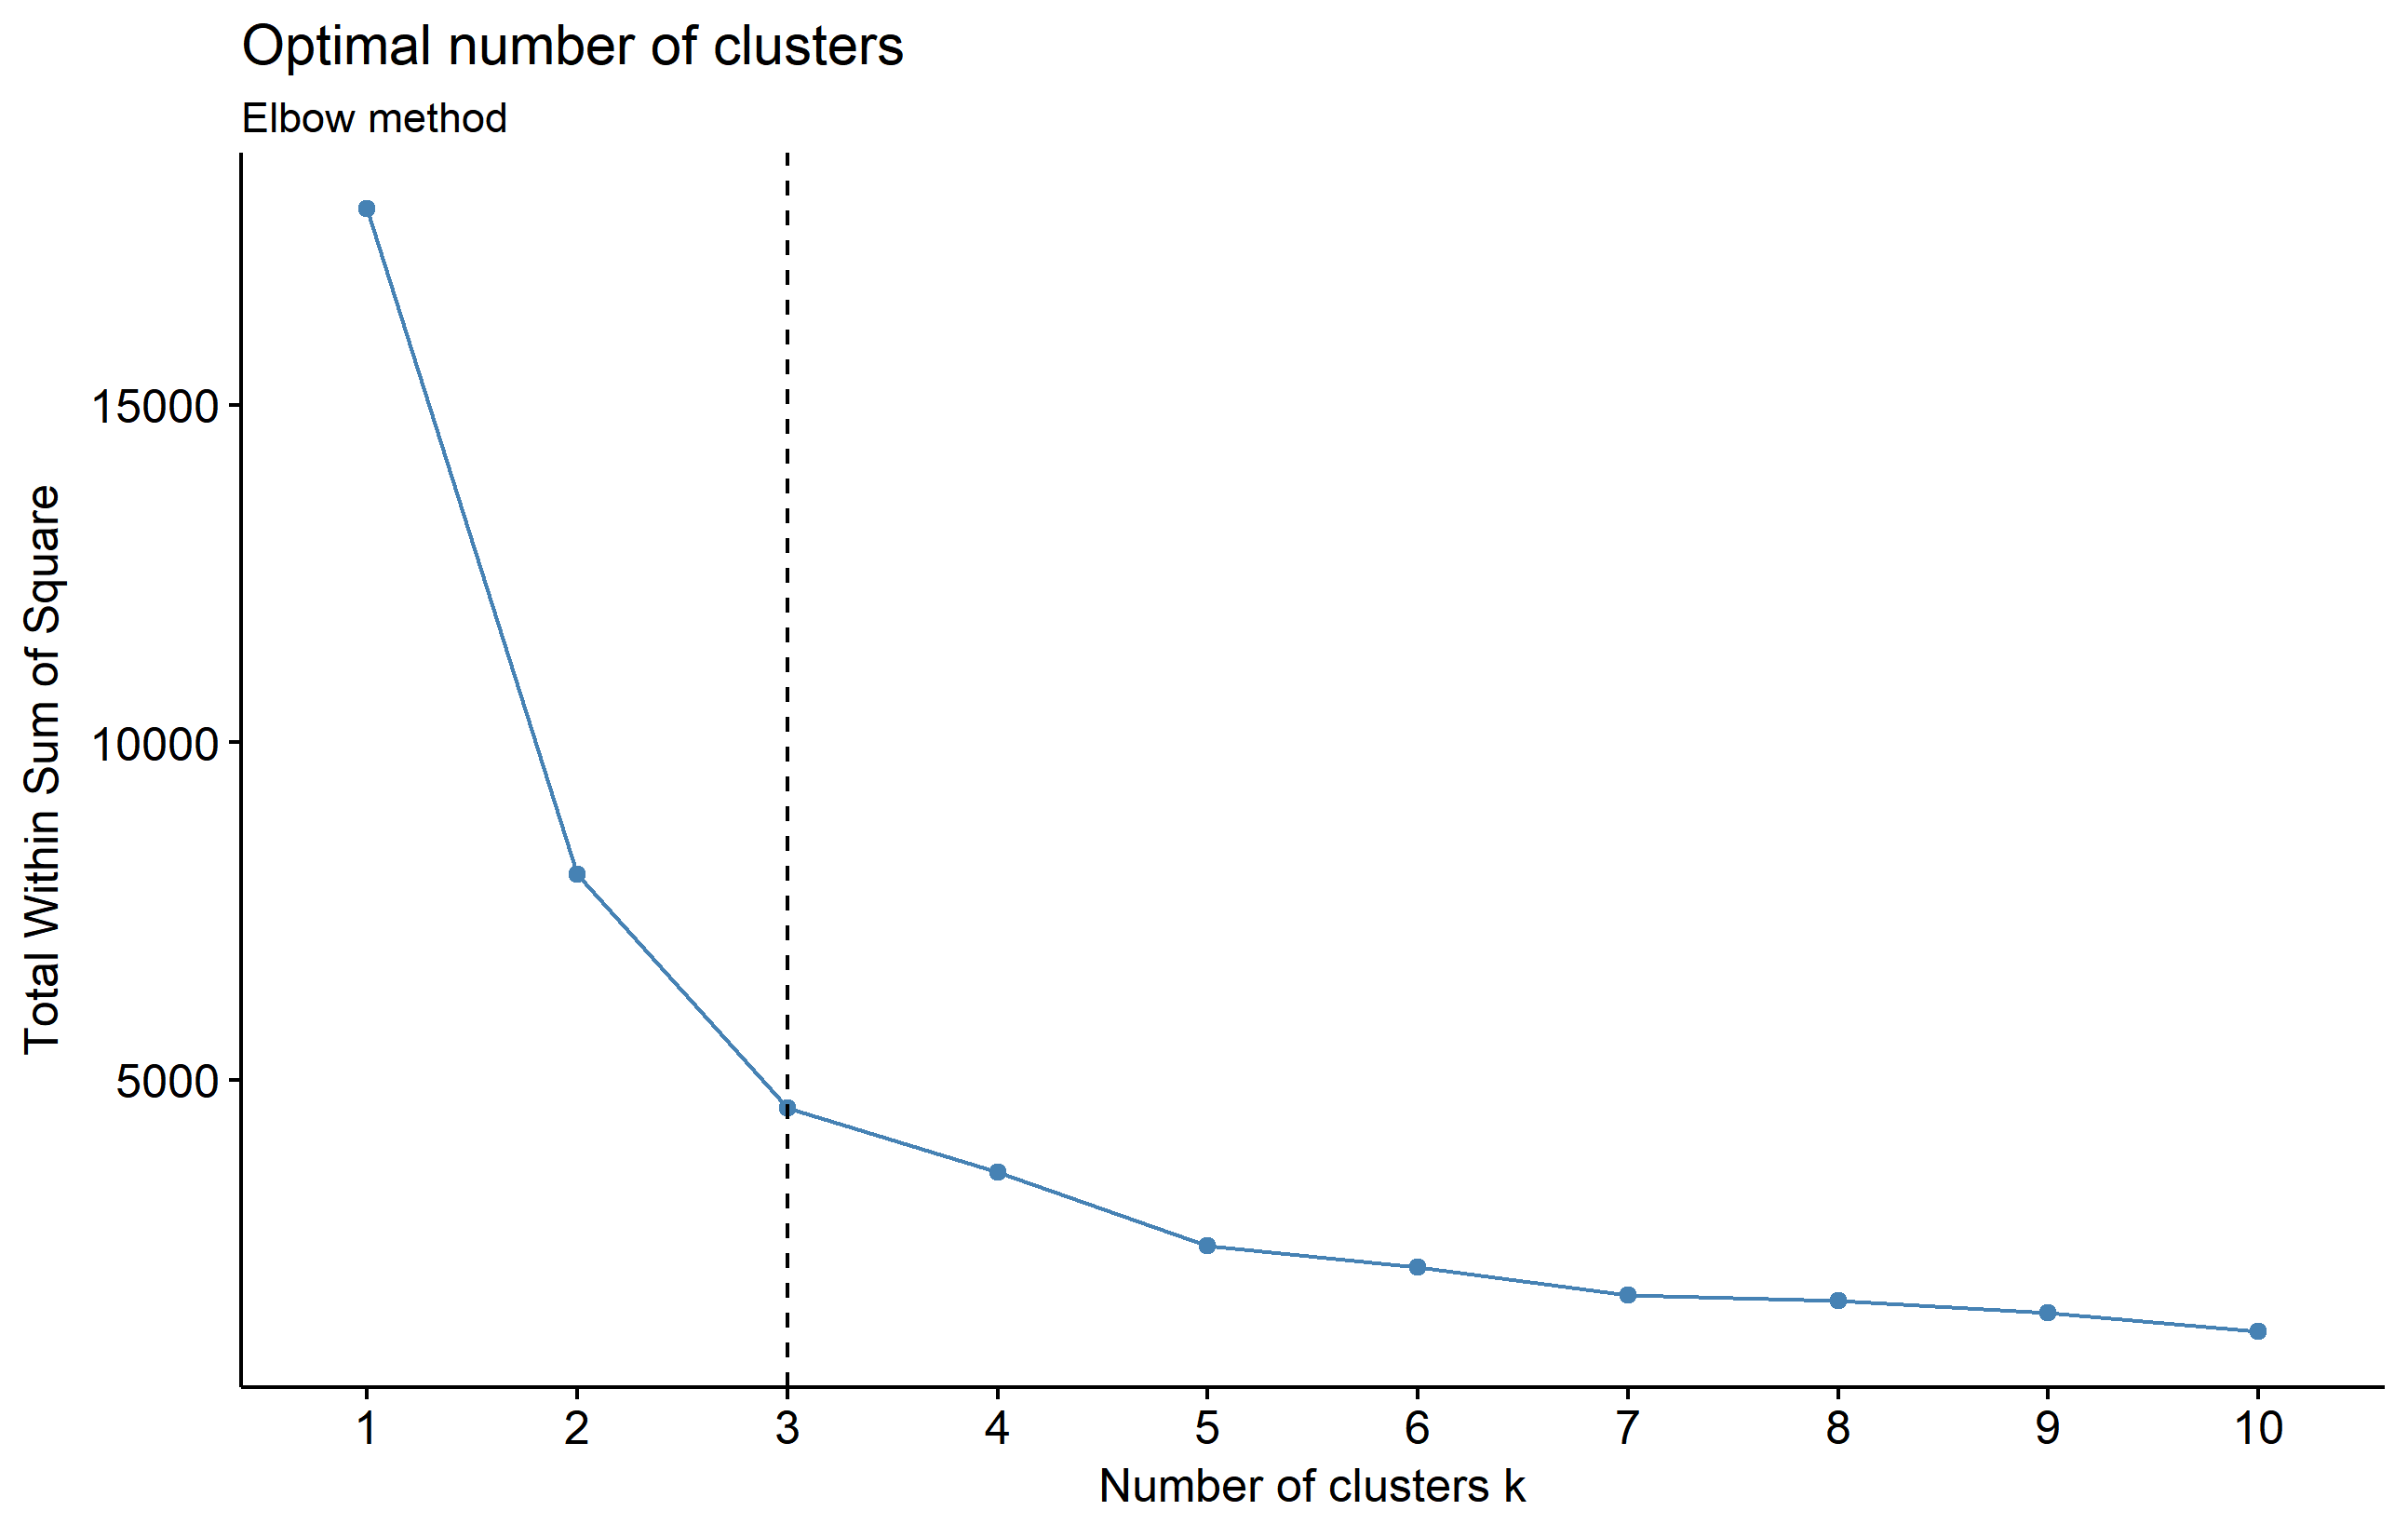 Optimal number of clusters
Elbow method
Total Within Sum of Square
15000
10000
5000
1 2 3 4 5 6 7 8 9 10
Number of clusters k